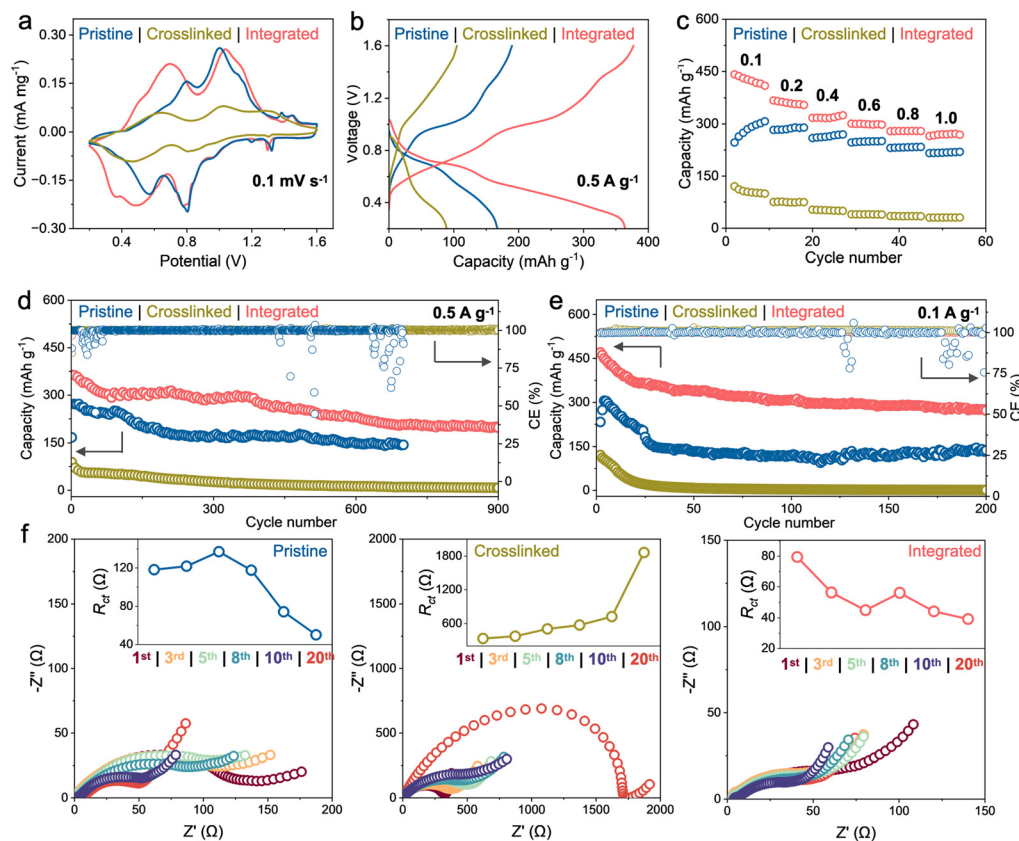 a
Pristine | Crosslinked | Integrated
0.30
0.15
0.00
−0.15
−0.30
Current (mA mg-1)
0.1 mV s-1
0.4 0.8 1.2 1.6
Potential (V)
b
Pristine | Crosslinked | Integrated
1.6
1.2
0.8
0.4
Voltage (V)
0.5 A g-1
0 100 200 300 400
Capacity (mAh g-1)
c
Pristine | Crosslinked | Integrated
600
450
300
150
0
Capacity (mAh g-1)
0.1 0.2 0.4 0.6 0.8 1.0
0 20 40 60
Cycle number
d
Pristine | Crosslinked | Integrated 0.5 A g-1
600
450
300
150
0
Capacity (mAh g-1)
100
75
50
25
0
CE (%)
0 300 600 900
Cycle number
e
Pristine | Crosslinked | Integrated 0.1 A g-1
600
450
300
150
0
Capacity (mAh g-1)
100
75
50
25
0
CE (%)
0 50 100 150 200
Cycle number
f
200
150
100
50
0
-Z'' (Ω)
Pristine
120
80
40
Rct (Ω)
1st | 3rd | 5th | 8th | 10th | 20th
0 50 100 150 200
Z' (Ω)
2000
1500
1000
500
0
-Z'' (Ω)
Crosslinked
1800
1200
600
Rct (Ω)
1st | 3rd | 5th | 8th | 10th | 20th
0 500 1000 1500 2000
Z' (Ω)
150
100
50
0
-Z'' (Ω)
Integrated
80
60
40
20
Rct (Ω)
1st | 3rd | 5th | 8th | 10th | 20th
0 50 100 150
Z' (Ω)